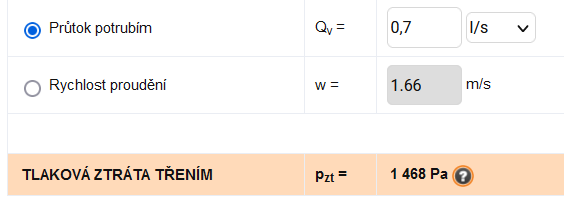 Průtok potrubím Qv = 0,7 l/s
Rychlost proudění w = 1.66 m/s
TLAKOVÁ ZTRÁTA TŘENÍM pzt = 1 468 Pa ?